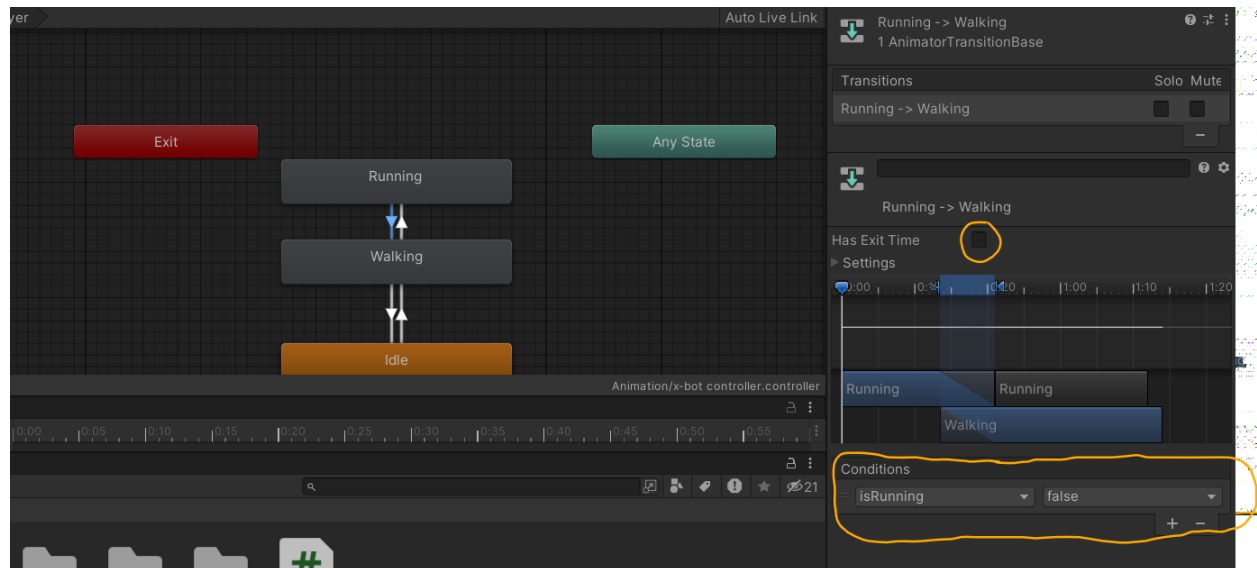 yer
Auto Live Link
Exit
Any State
Running
Walking
Idle
Animation/x-bot controller.controller
0:00 0:05 0:10 0:15 0:20 0:25 0:30 0:35 0:40 0:45 0:50 0:55
21
#
Running -> Walking
1 AnimatorTransitionBase
Transitions
Solo Mute
Running -> Walking
Running -> Walking
Has Exit Time
Settings
0:00 1:00 1:10 1:20
Running
Running
Walking
Conditions
isRunning
false
+ -